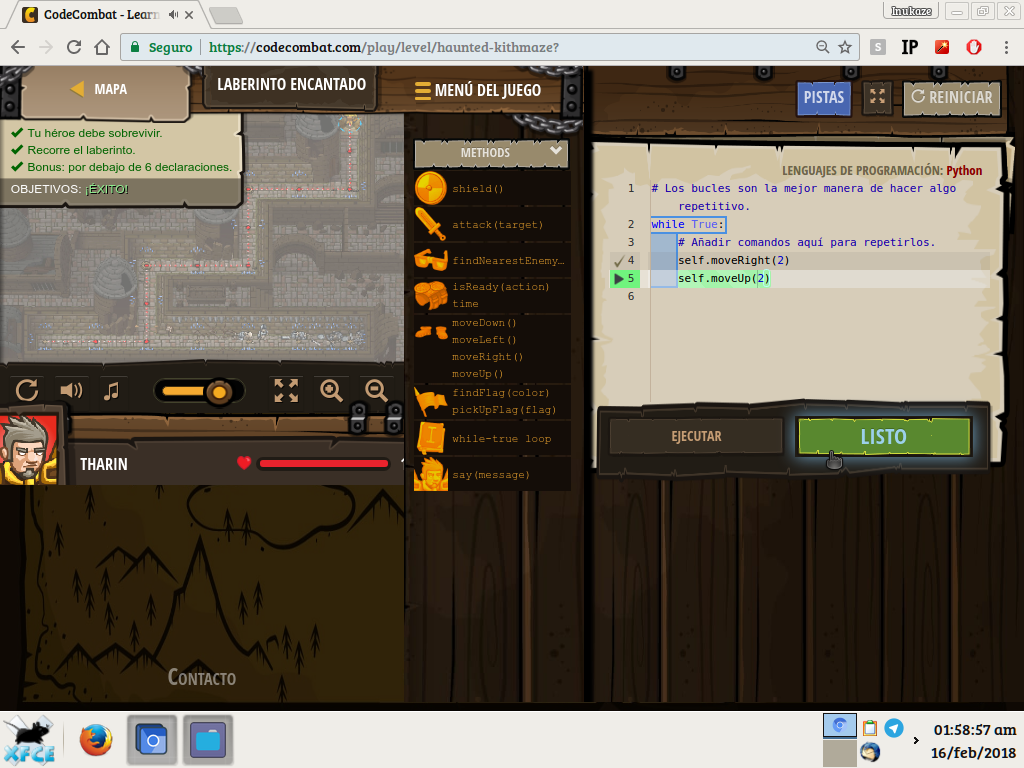 CodeCombat - Learn
Inukaze
Seguro
https://codecombat.com/play/level/haunted-kithmaze?
S
IP
MAPA
LABERINTO ENCANTADO
MENÚ DEL JUEGO
PISTAS
REINICIAR
Tu héroe debe sobrevivir.
Recorre el laberinto.
Bonus: por debajo de 6 declaraciones.
OBJETIVOS: ¡ÉXITO!
METHODS
shield()
attack(target)
findNearestEnemy…
isReady(action)
time
moveDown()
moveLeft()
moveRight()
moveUp()
findFlag(color)
pickUpFlag(flag)
while-true loop
say(message)
LENGUAJES DE PROGRAMACIÓN: Python
1 # Los bucles son la mejor manera de hacer algo
repetitivo.
2 while True:
3 # Añadir comandos aquí para repetirlos.
4 self.moveRight(2)
5 self.moveUp(2)
6
EJECUTAR
LISTO
THARIN
CONTACTO
XFCE
01:58:57 am
16/feb/2018